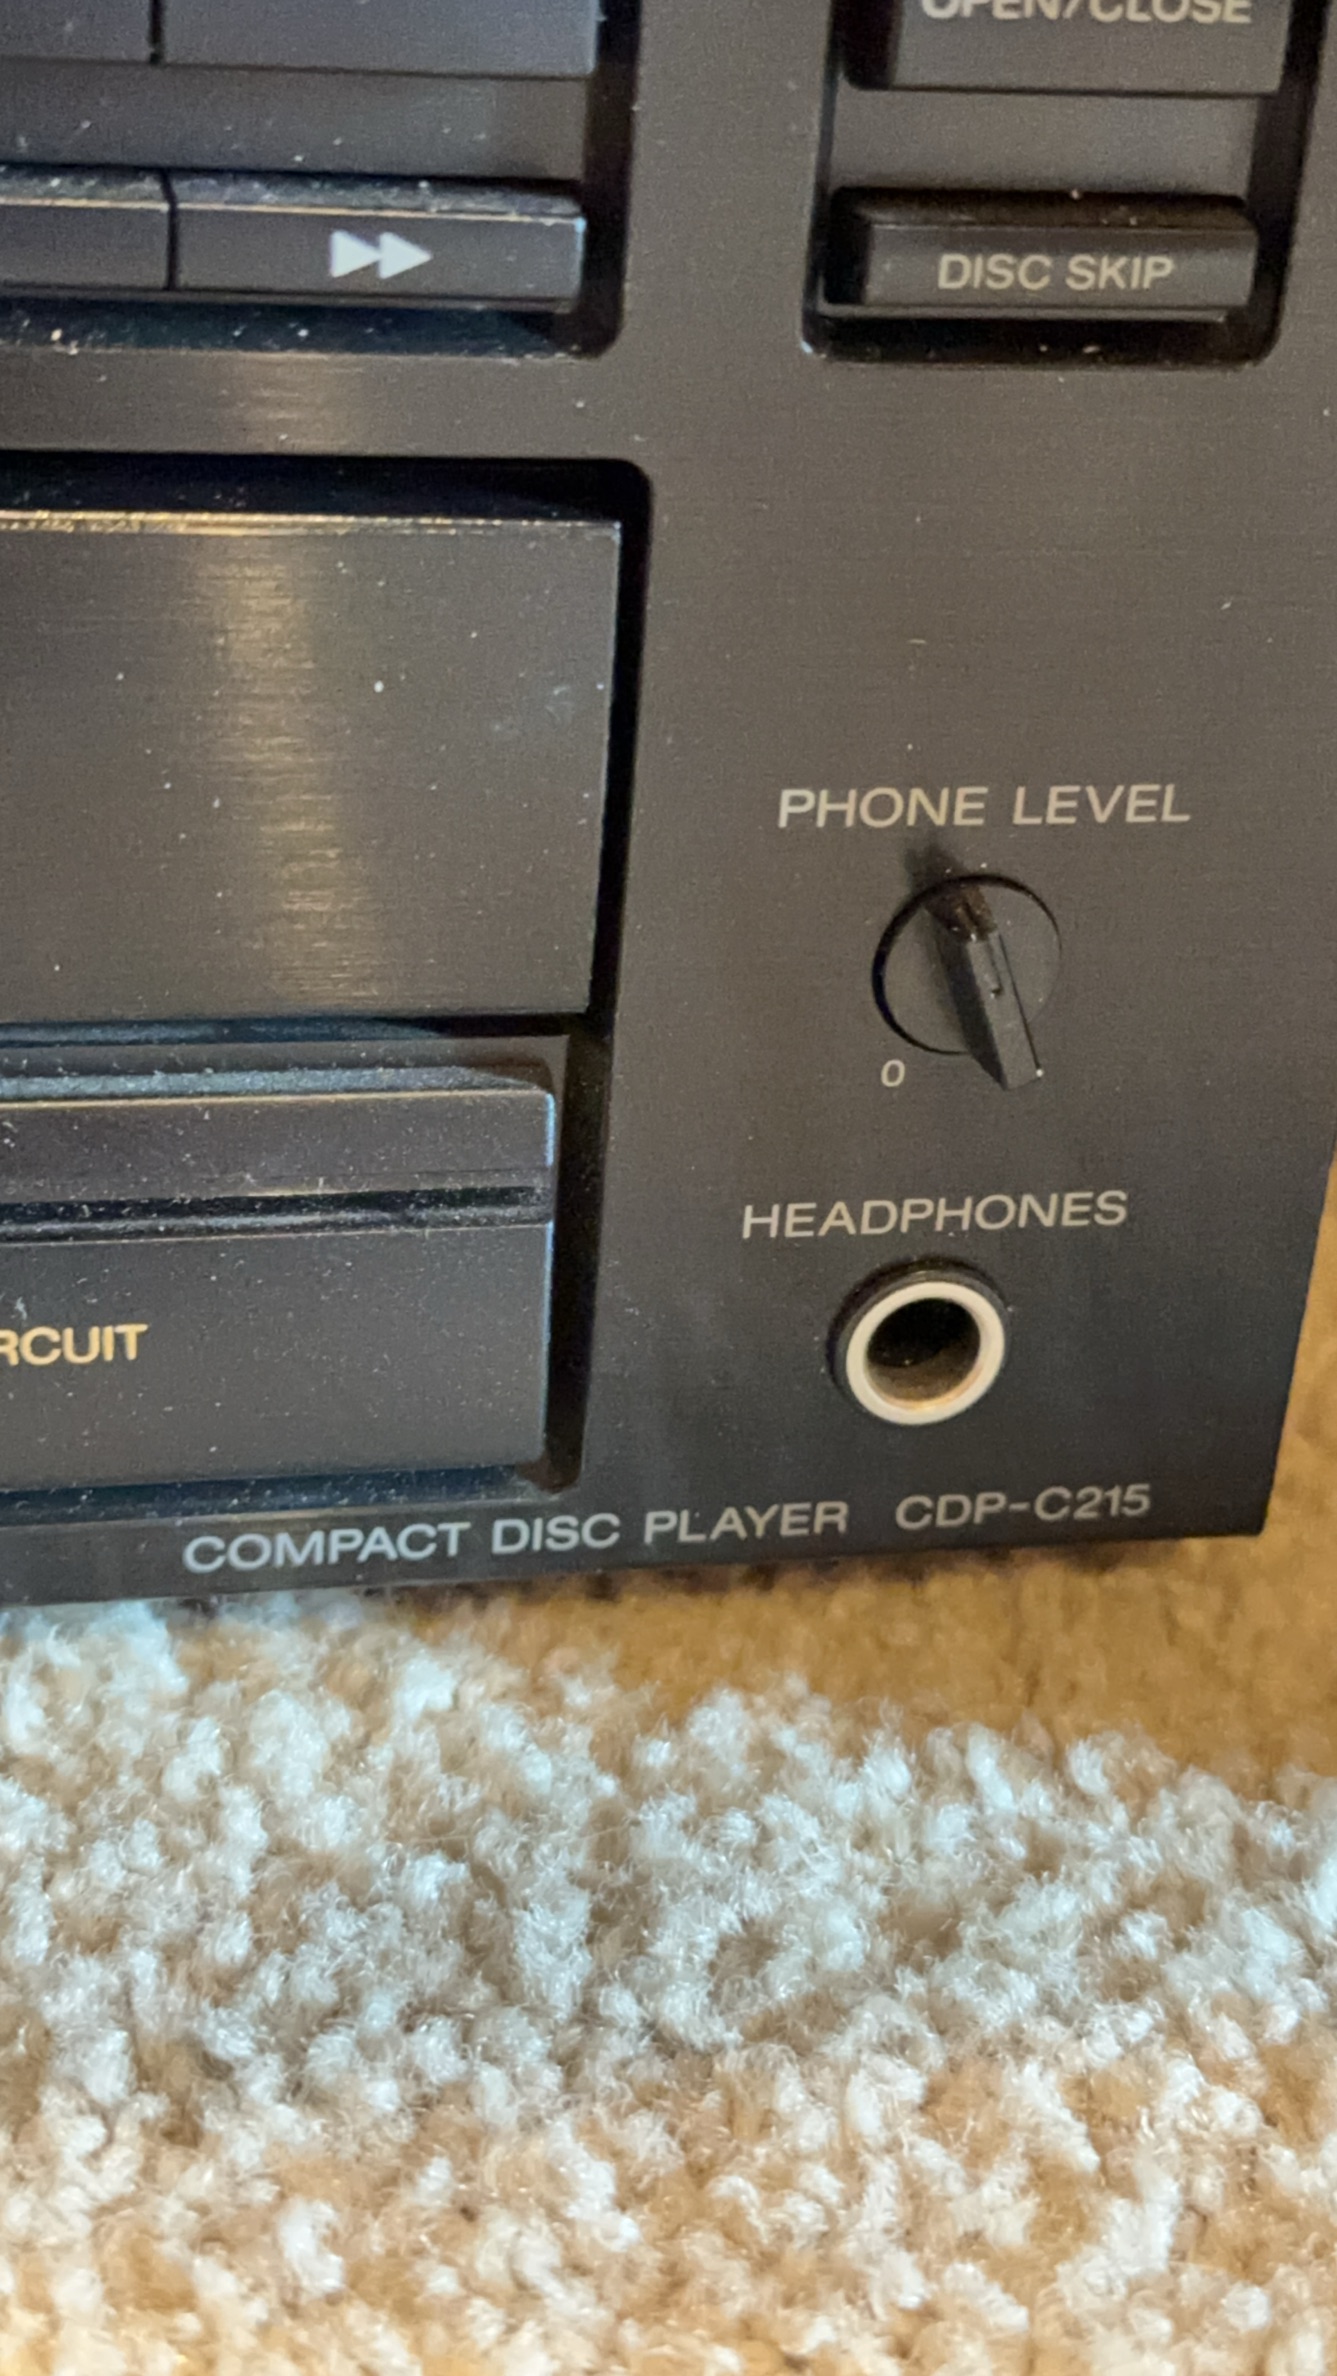 OPEN/CLOSE
DISC SKIP
PHONE LEVEL
0
HEADPHONES
RCUIT
COMPACT DISC PLAYER CDP-C215